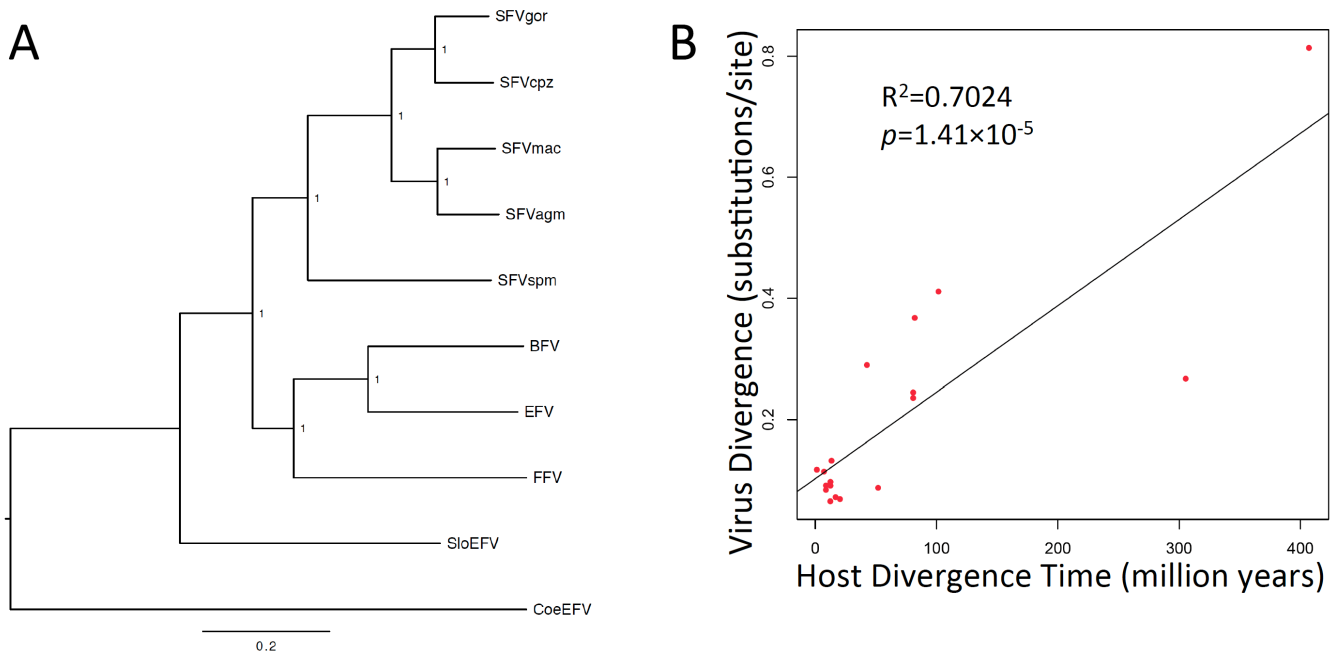 A
SFVgor
1
SFVcpz
1
SFVmac
1
SFVagm
1
SFVspm
1
BFV
1
EFV
1
FFV
SloEFV
CoeEFV
0.2
B
R²=0.7024
p=1.41×10⁻⁵
Virus Divergence (substitutions/site)
0.8
0.6
0.4
0.2
0
100
200
300
400
Host Divergence Time (million years)